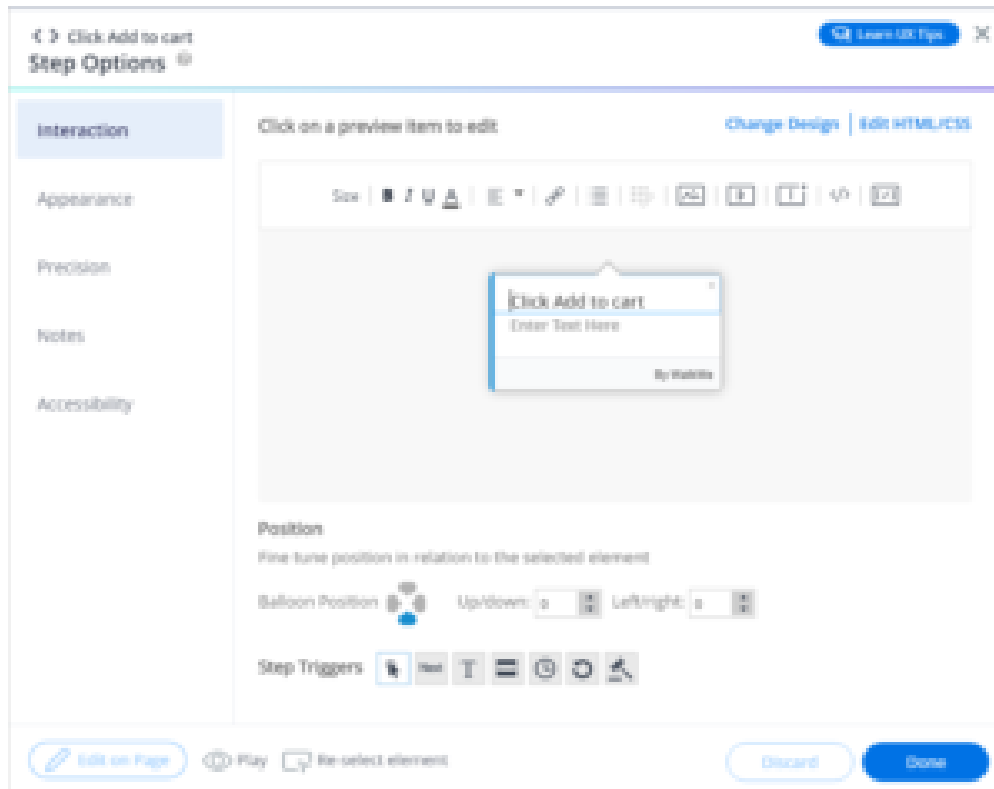 Click Add to cart
Learn UX Tips
Step Options
Interaction
Appearance
Precision
Notes
Accessibility
Click on a preview item to edit
Change Design | Edit HTML/CSS
Size B I U A
Click Add to cart
Enter Text Here
By WalkMe
Position
Fine tune position in relation to the selected element
Balloon Position Up/down: 0 Left/right: 0
Step Triggers Next T
Edit on Page Play Re-select element Discard Done